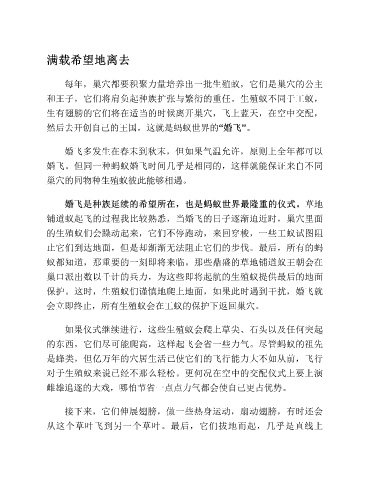 满载希望地离去
每年，巢穴都要积聚力量培养出一批生殖蚁，它们是巢穴的公主
和王子，它们将肩负起种族扩张与繁衍的重任。生殖蚁不同于工蚁，
生有翅膀的它们将在适当的时候离开巢穴，飞上蓝天，在空中交配，
然后去开创自己的王国。这就是蚂蚁世界的“婚飞”。
婚飞多发生在春末到秋末，但如果气温允许，原则上全年都可以
婚飞。但同一种蚂蚁婚飞时间几乎是相同的，这样就能保证来自不同
巢穴的同物种生殖蚁彼此能够相遇。
婚飞是种族延续的希望所在，也是蚂蚁世界最隆重的仪式。草地
铺道蚁起飞的过程我比较熟悉，当婚飞的日子逐渐迫近时，巢穴里面
的生殖蚁们会隆动起来，它们不停跑动，来回穿梭，一些工蚁试图阻
止它们到达地面，但是却渐渐无法阻止它们的步伐。最后，所有的蚂
蚁都知道，那重要的一刻即将来临。那些鼎盛的草地铺道蚁王朝会在
巢口派出数以千计的兵力，为这些即将起航的生殖蚁提供最后的地面
保护。这时，生殖蚁们谨慎地爬上地面，如果此时遇到干扰，婚飞就
会立即终止，所有生殖蚁会在工蚁的保护下返回巢穴。
如果仪式继续进行，这些生殖蚁会爬上草尖、石头以及任何突起
的东西，它们尽可能爬高，这样起飞会省一些力气。尽管蚂蚁的祖先
是蜂类，但亿万年的穴居生活已使它们的飞行能力大不如从前，飞行
对于生殖蚁来说已经不那么轻松，更何况在空中的交配仪式上要上演
雌雄追逐的大戏，哪怕节省一点点力气都会使自己更占优势。
接下来，它们伸展翅膀，做一些热身运动，扇动翅膀，有时还会
从这个草叶飞到另一个草叶。最后，它们拔地而起，几乎是直线上